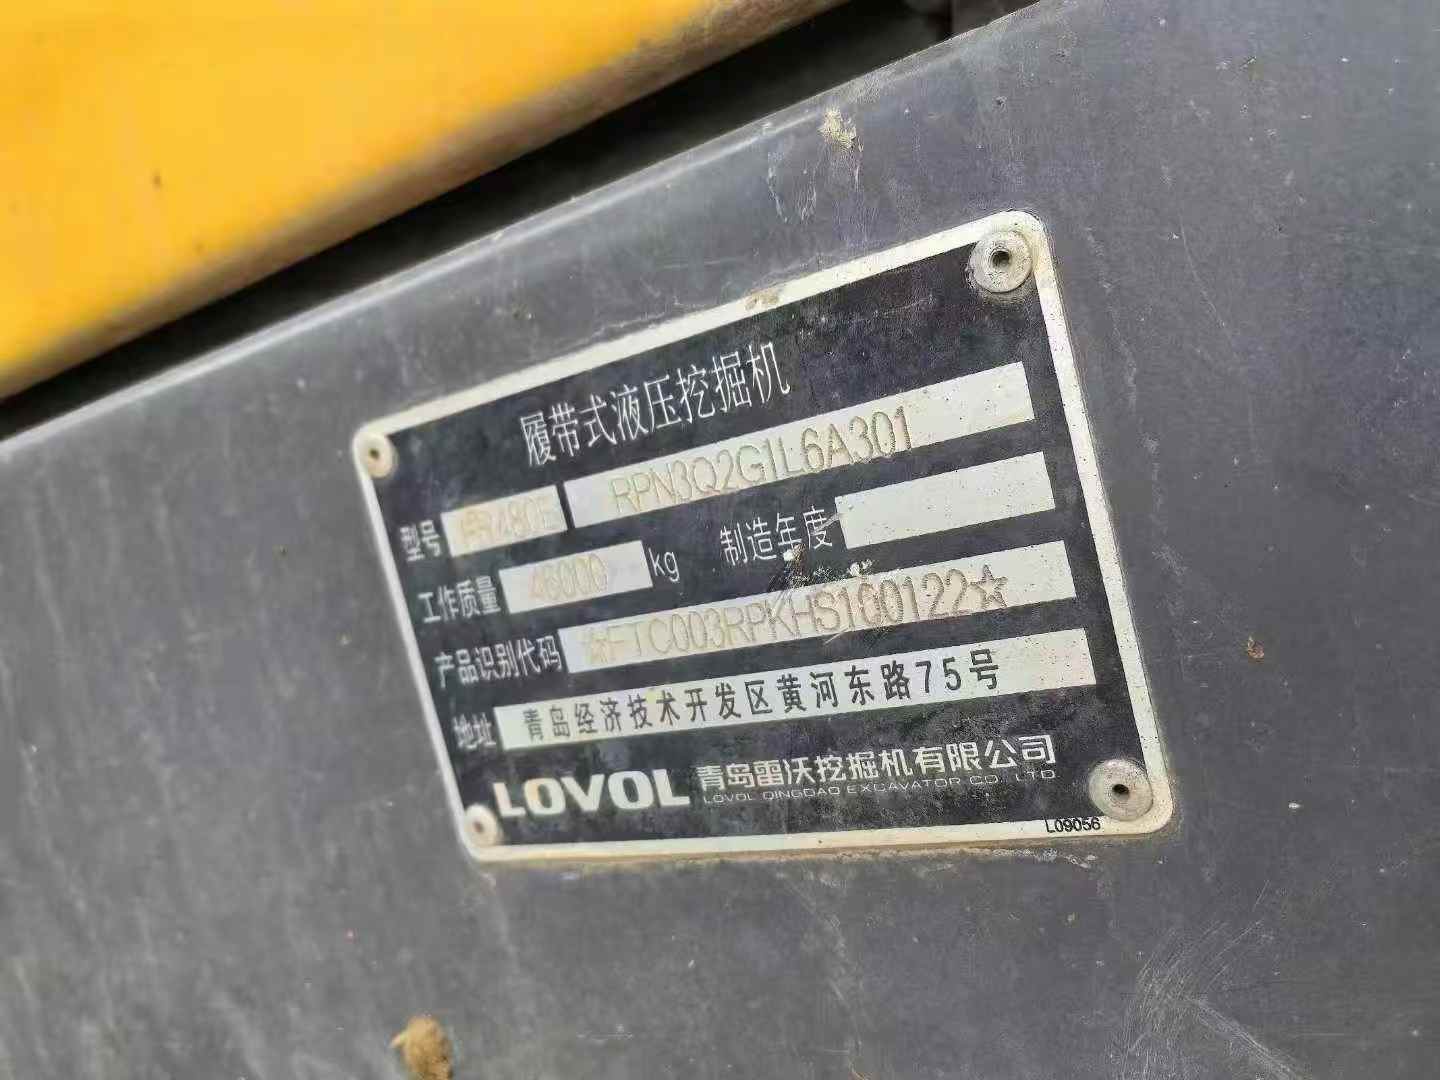 履带式液压挖掘机
型号 FR480E RPN3Q2G1L6A301
工作质量 46000 kg 制造年度
产品识别代码 ☆FTC003RPKHS100122☆
地址 青岛经济技术开发区黄河东路75号
LOVOL 青岛雷沃挖掘机有限公司
LOVOL QINGDAO EXCAVATOR CO., LTD
L09056